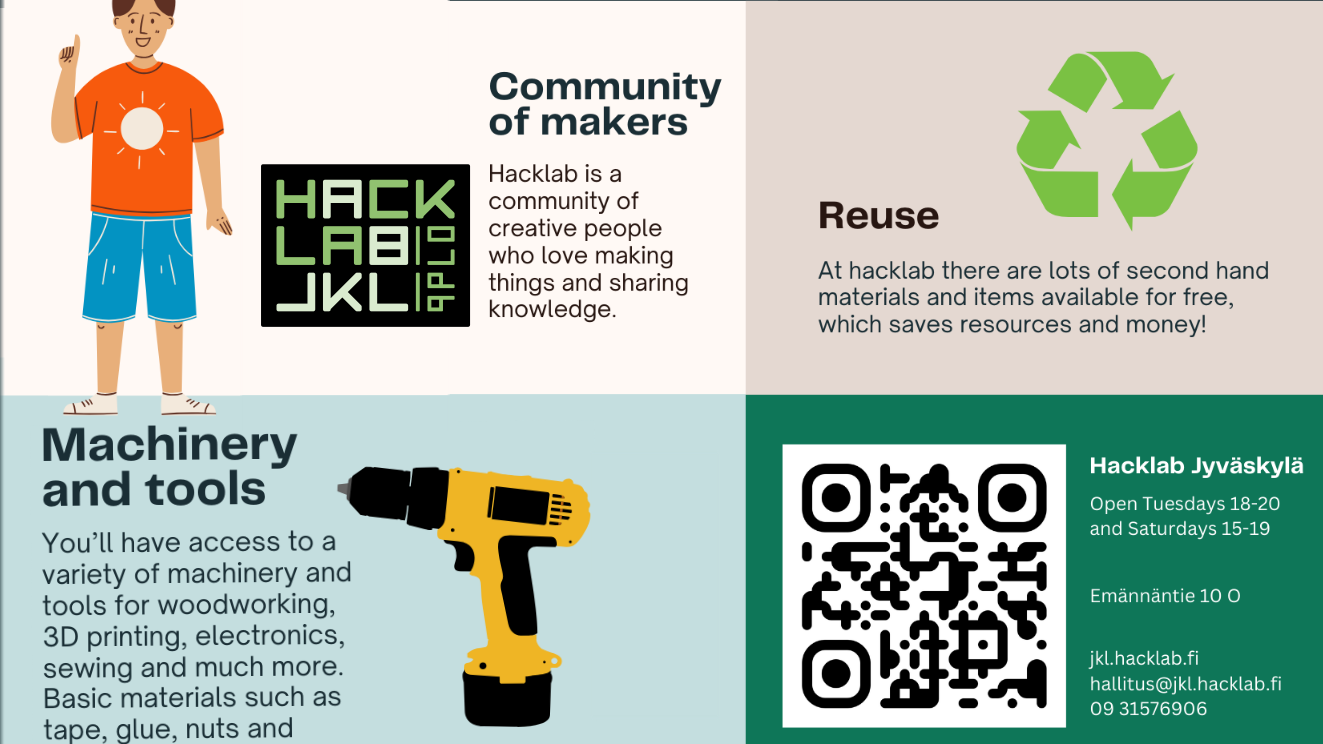 Community
of makers
HACK
LAB
JKL
Hacklab is a
community of
creative people
who love making
things and sharing
knowledge.
Reuse
At hacklab there are lots of second hand
materials and items available for free,
which saves resources and money!
Machinery
and tools
You’ll have access to a
variety of machinery and
tools for woodworking,
3D printing, electronics,
sewing and much more.
Basic materials such as
tape, glue, nuts and
Hacklab Jyväskylä
Open Tuesdays 18-20
and Saturdays 15-19
Emännäntie 10 O
jkl.hacklab.fi
hallitus@jkl.hacklab.fi
09 31576906